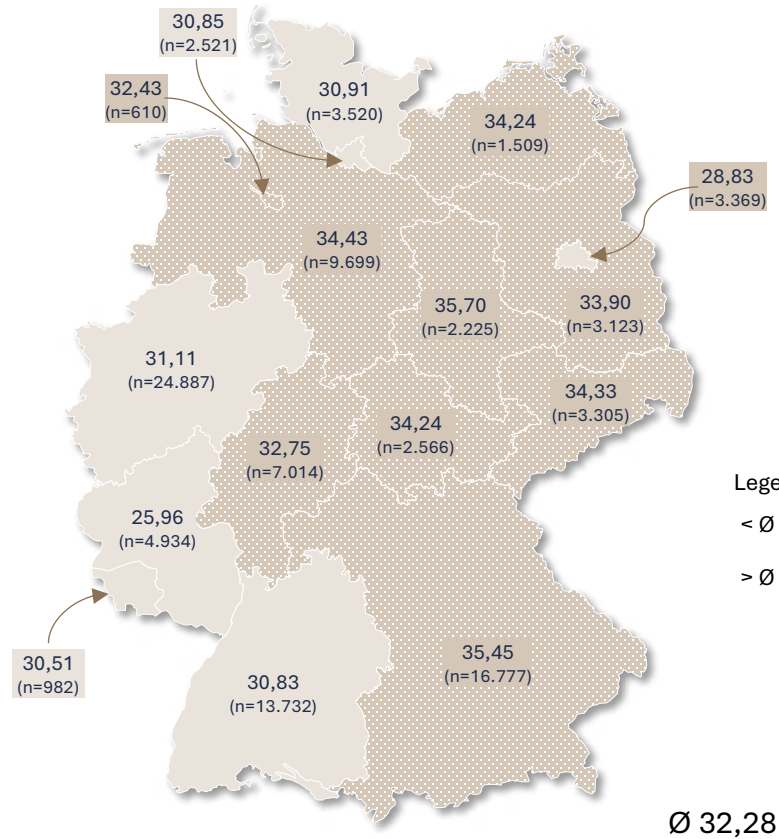 30,85
(n=2.521)
32,43
(n=610)
30,91
(n=3.520)
34,24
(n=1.509)
28,83
(n=3.369)
34,43
(n=9.699)
35,70
(n=2.225)
33,90
(n=3.123)
31,11
(n=24.887)
34,33
(n=3.305)
34,24
(n=2.566)
32,75
(n=7.014)
Lege
25,96
(n=4.934)
< Ø
> Ø
30,51
(n=982)
30,83
(n=13.732)
35,45
(n=16.777)
Ø 32,28